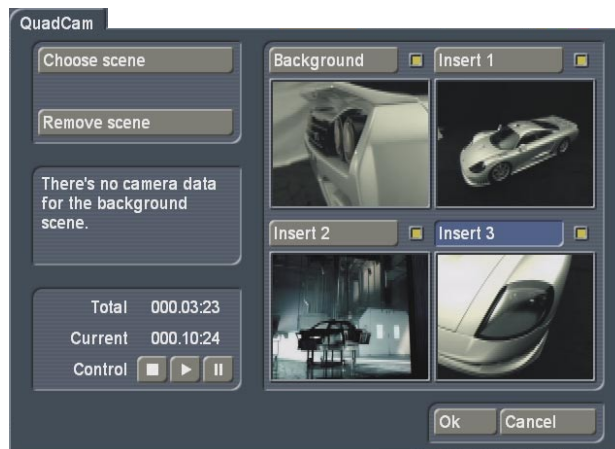 QuadCam
Choose scene
Remove scene
There's no camera data
for the background
scene.
Total 000.03:23
Current 000.10:24
Control
Background
Insert 1
Insert 2
Insert 3
Ok
Cancel